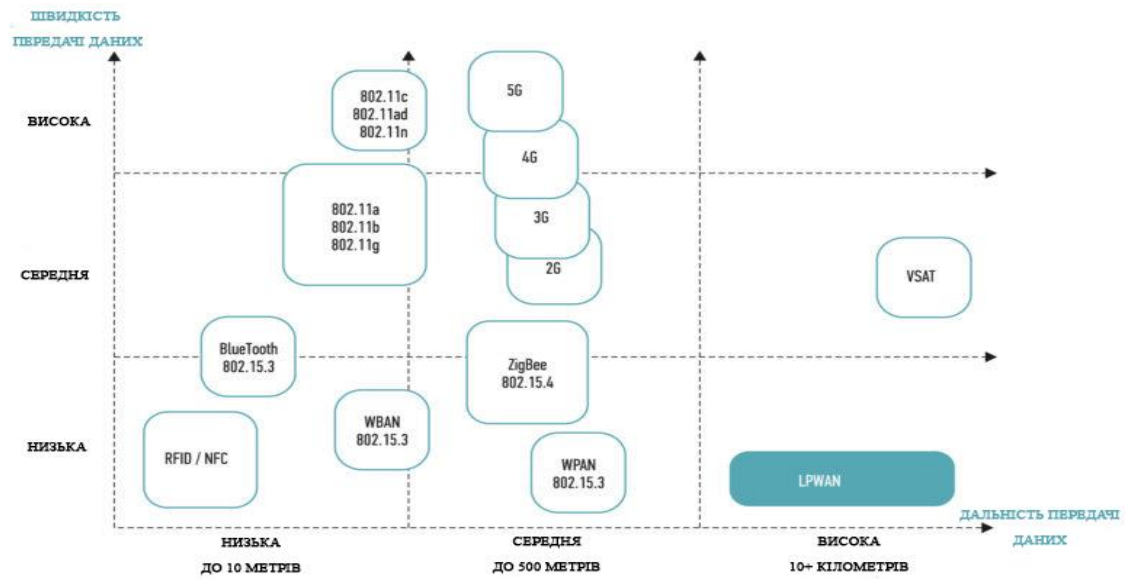 ШВИДКІСТЬ
ПЕРЕДАЧІ ДАНИХ
ВИСОКА
СЕРЕДНЯ
НИЗЬКА
802.11c
802.11ad
802.11n
5G
4G
802.11a
802.11b
802.11g
3G
2G
VSAT
BlueTooth
802.15.3
ZigBee
802.15.4
WBAN
802.15.3
RFID / NFC
WPAN
802.15.3
LPWAN
ДАЛЬНІСТЬ ПЕРЕДАЧІ
ДАНИХ
НИЗЬКА
ДО 10 МЕТРІВ
СЕРЕДНЯ
ДО 500 МЕТРІВ
ВИСОКА
10+ КІЛОМЕТРІВ